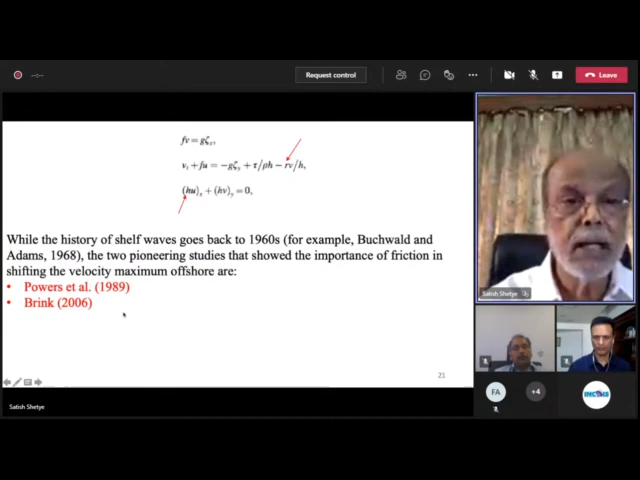 Request control
Leave
fv = gζₓ,
vₜ + fu = −gζᵧ + τ/ρh − rv/h,
(hu)ₓ + (hv)ᵧ = 0,
While the history of shelf waves goes back to 1960s (for example, Buchwald and
Adams, 1968), the two pioneering studies that showed the importance of friction in
shifting the velocity maximum offshore are:
• Powers et al. (1989)
• Brink (2006)
21
Satish Shetye
Satish Shetye
FA
+4
INCOIS